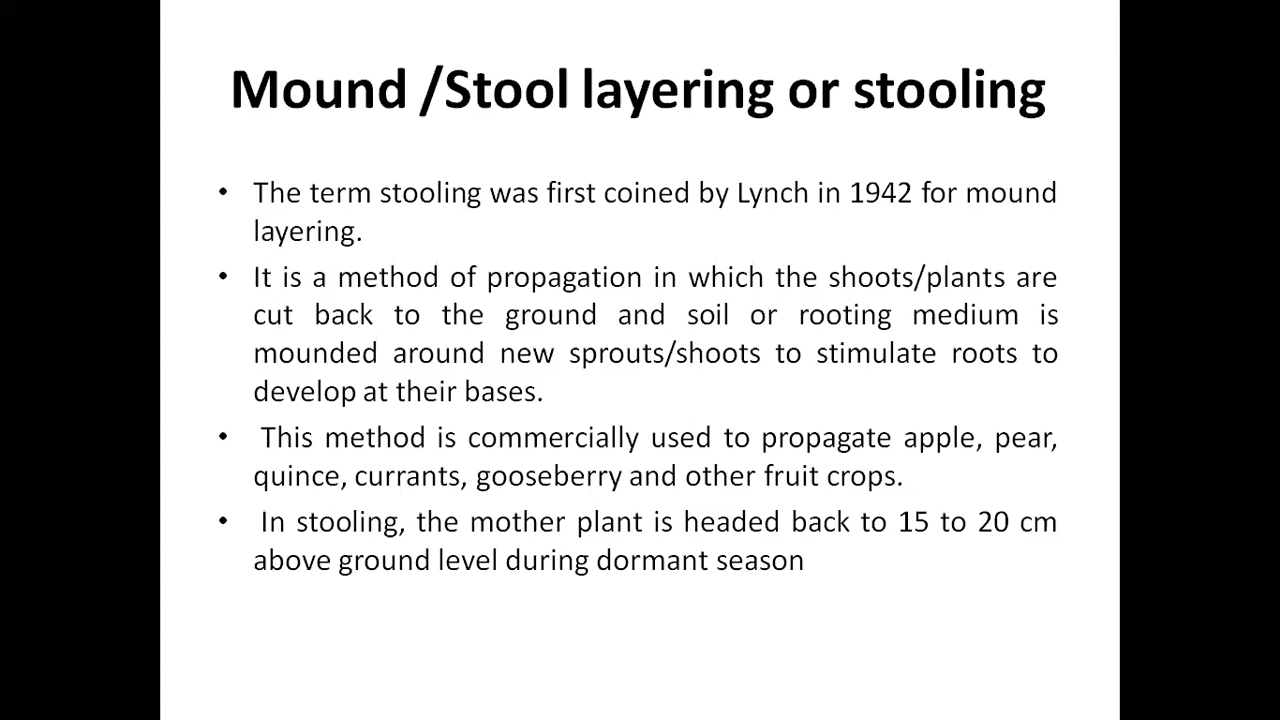 Mound /Stool layering or stooling
• The term stooling was first coined by Lynch in 1942 for mound
layering.
• It is a method of propagation in which the shoots/plants are
cut back to the ground and soil or rooting medium is
mounded around new sprouts/shoots to stimulate roots to
develop at their bases.
• This method is commercially used to propagate apple, pear,
quince, currants, gooseberry and other fruit crops.
• In stooling, the mother plant is headed back to 15 to 20 cm
above ground level during dormant season